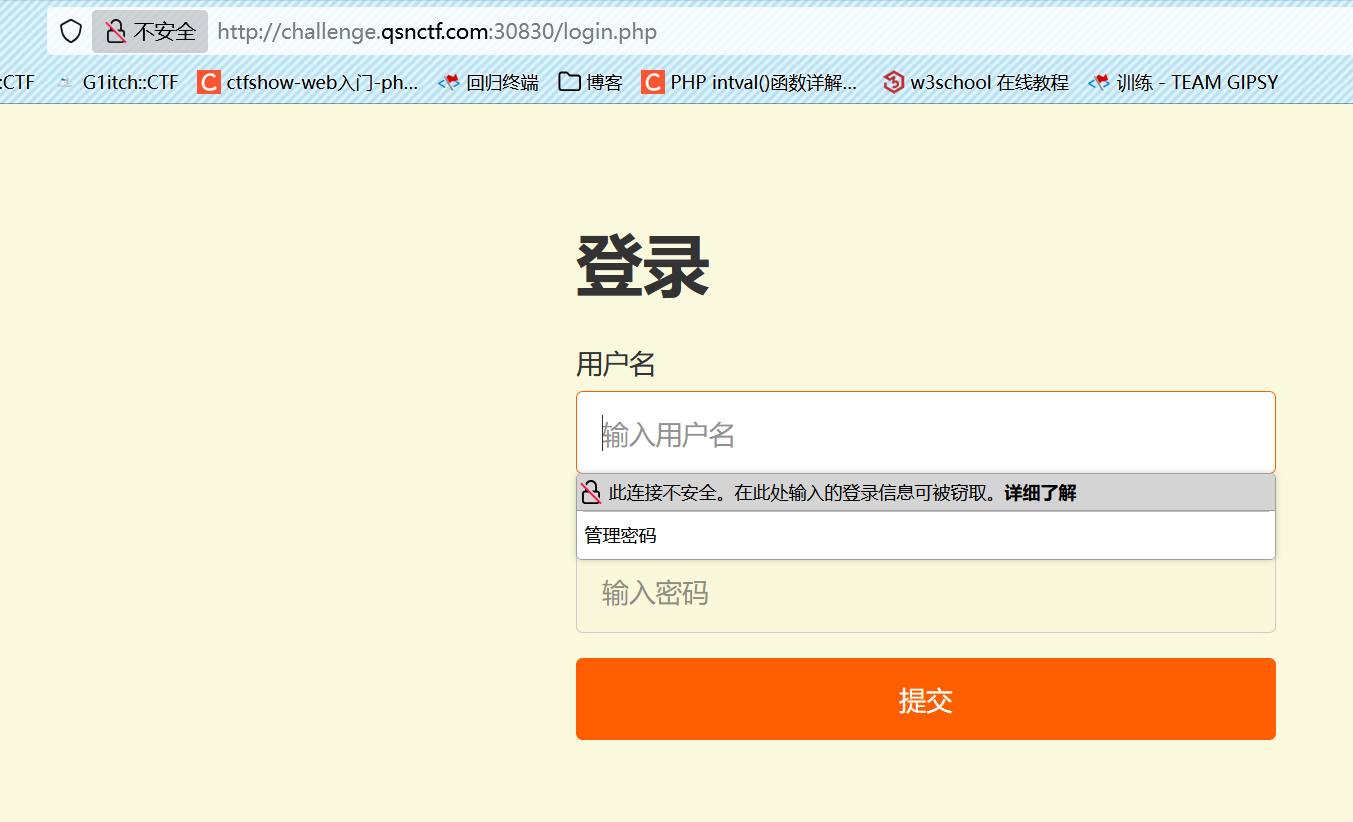 不安全 http://challenge.qsnctf.com:30830/login.php
:CTF G1itch::CTF ctfshow-web入门-ph... 回归终端 博客 PHP intval()函数详解... w3school 在线教程 训练 - TEAM GIPSY
登录
用户名
输入用户名
此连接不安全。在此处输入的登录信息可被窃取。详细了解
管理密码
输入密码
提交